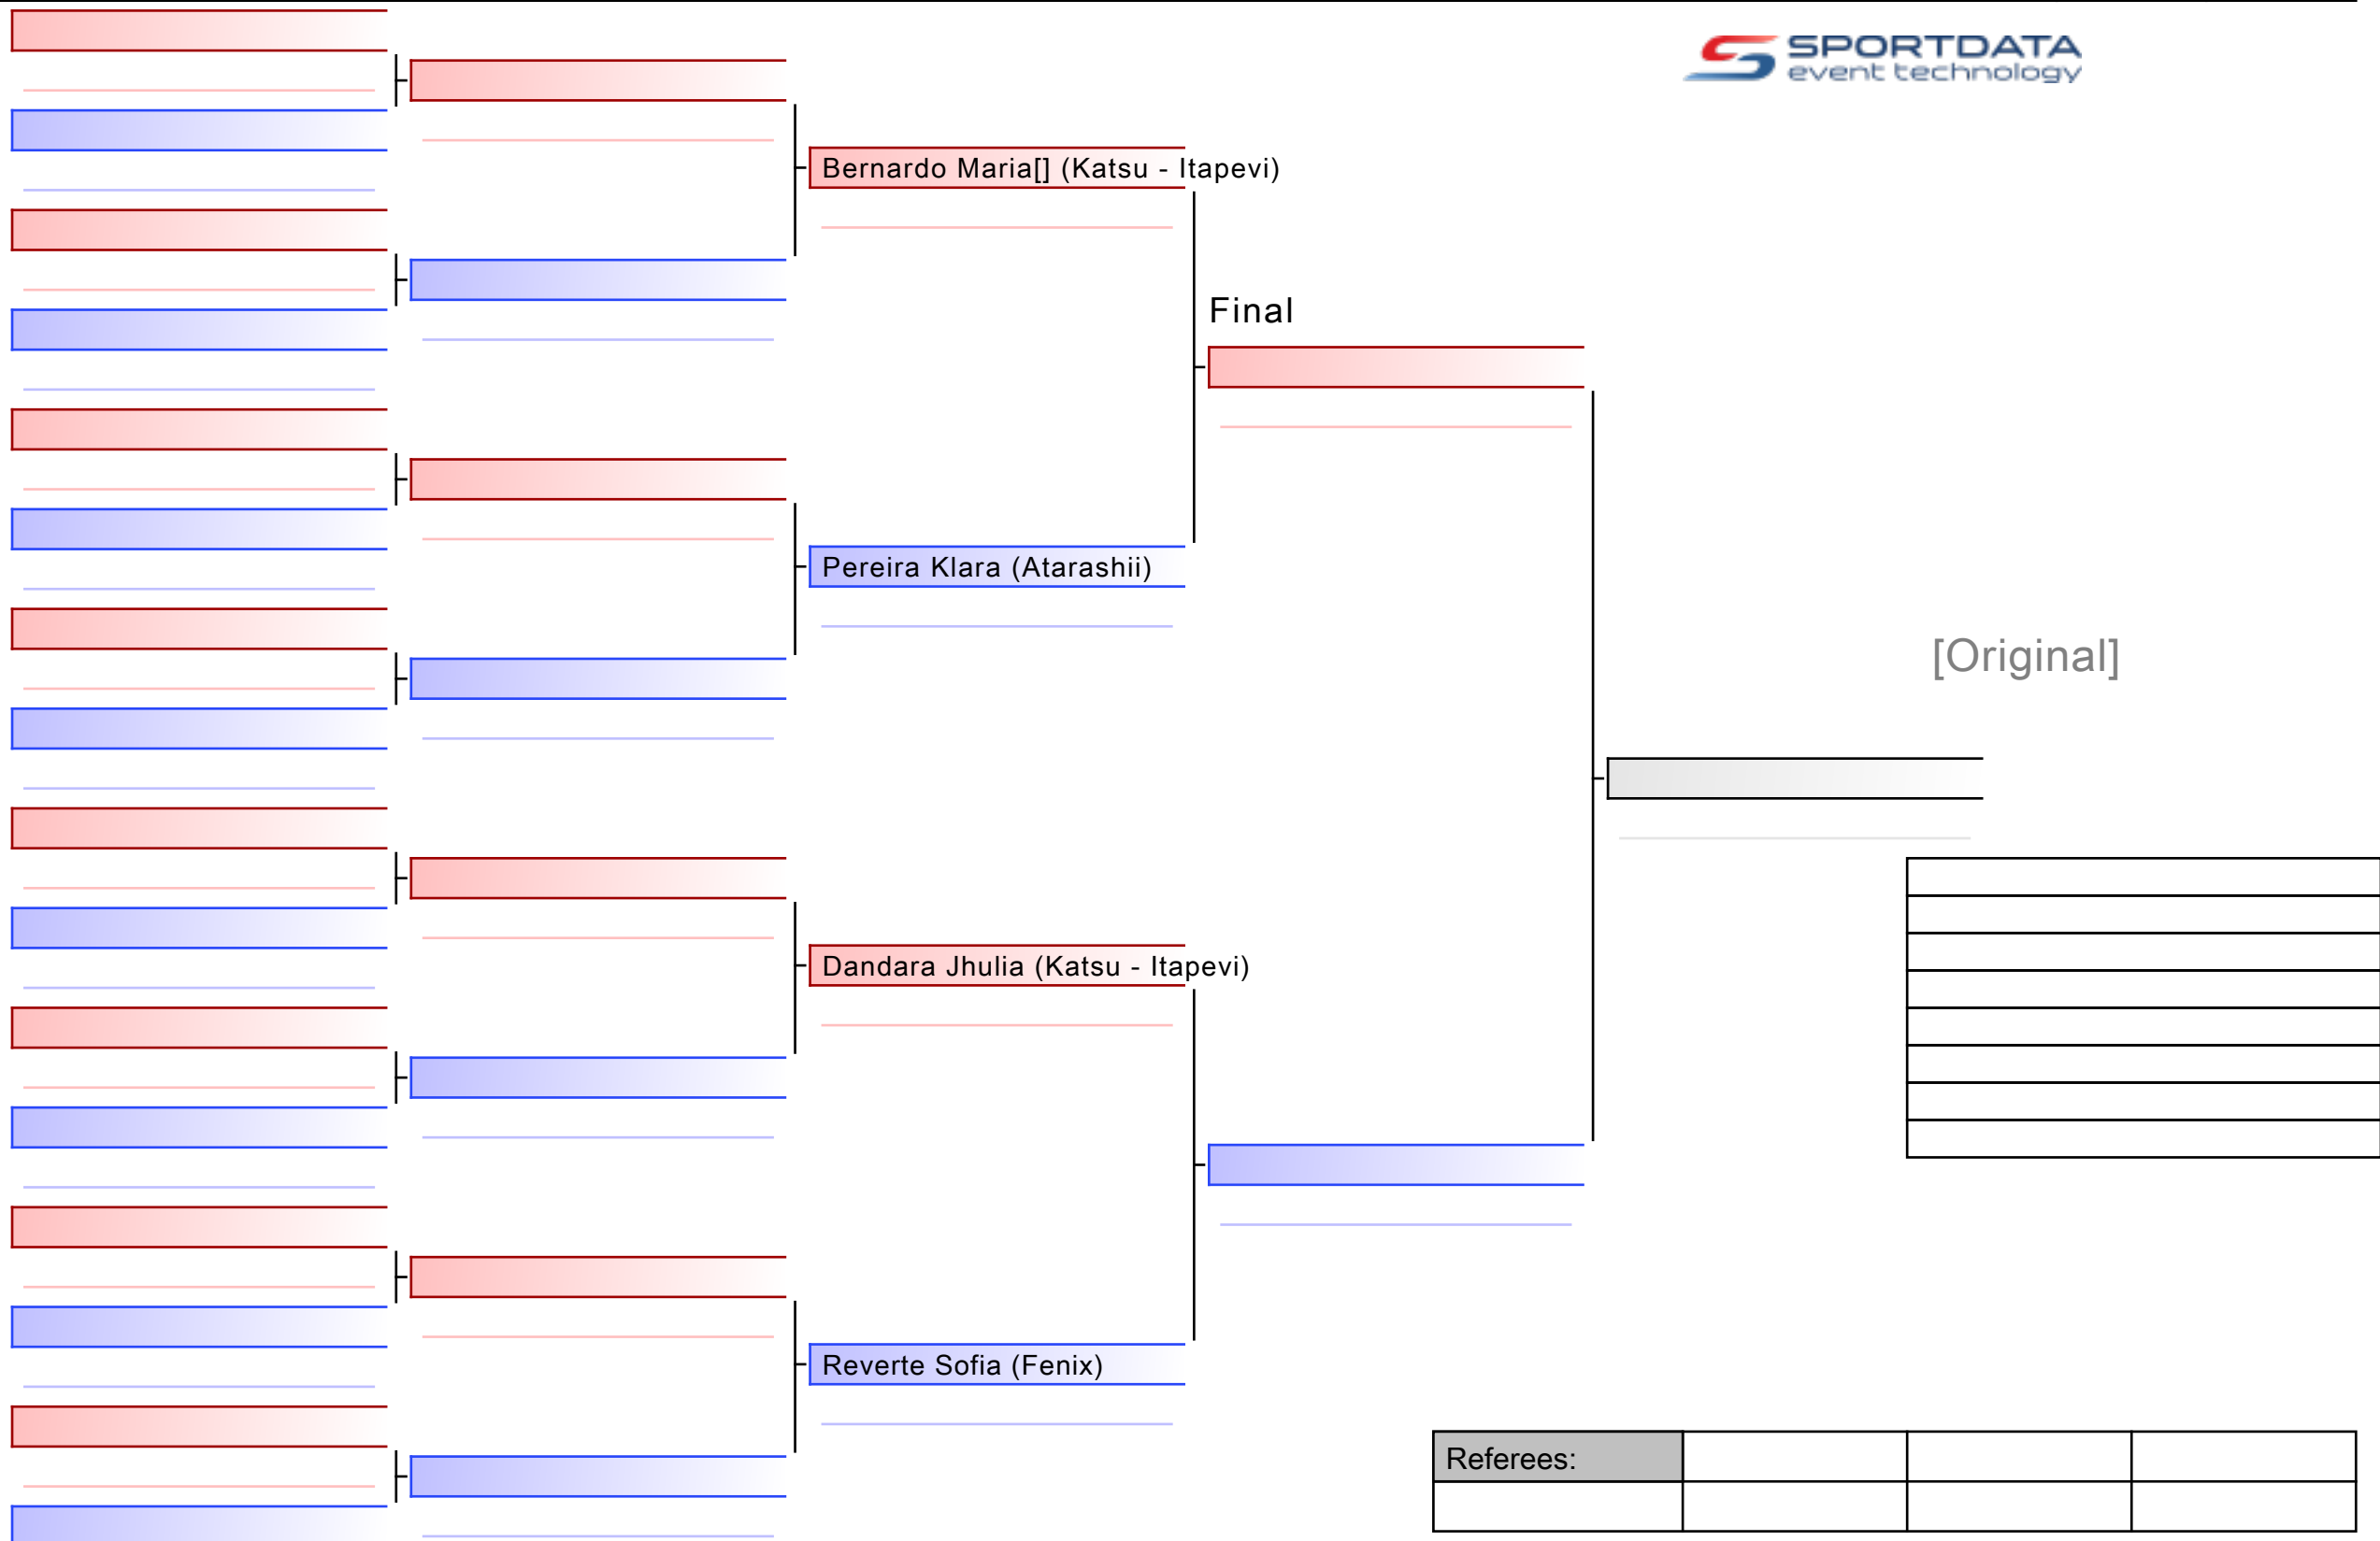 SPORTDATA
event technology
Bernardo Maria[] (Katsu - Itapevi)
Final
Pereira Klara (Atarashii)
[Original]
Dandara Jhulia (Katsu - Itapevi)
Reverte Sofia (Fenix)
Referees: